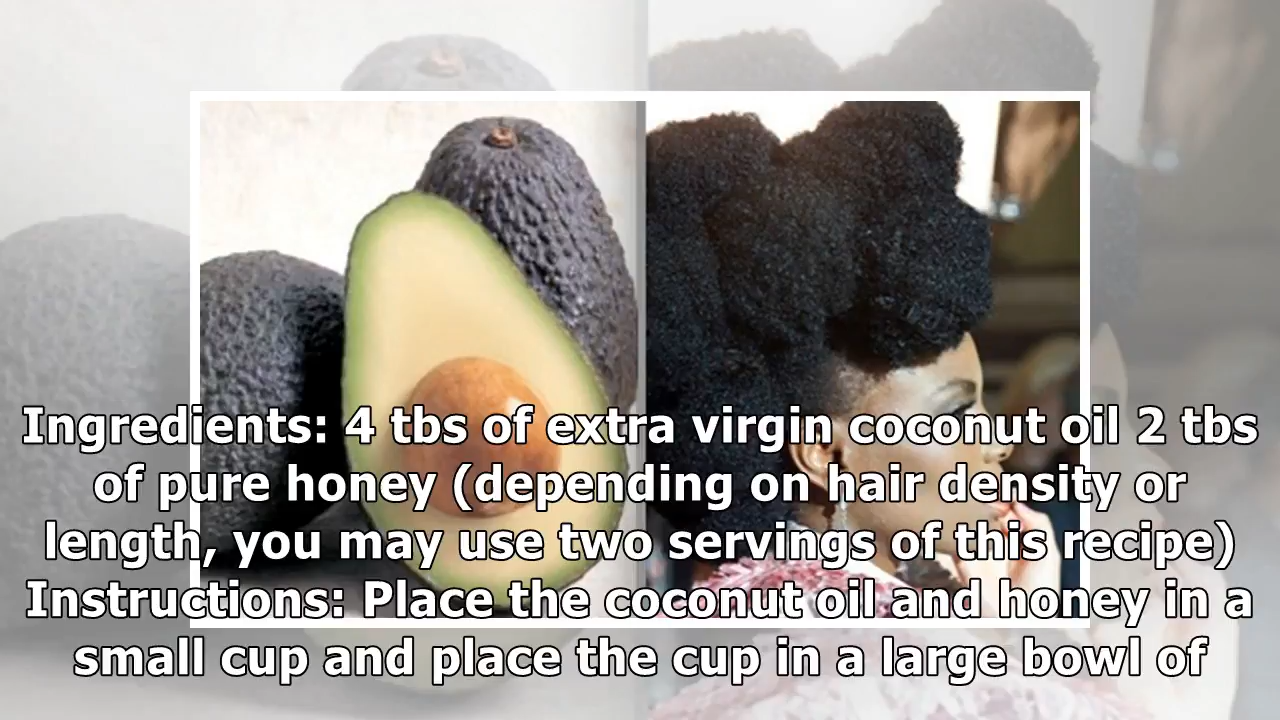 Ingredients: 4 tbs of extra virgin coconut oil 2 tbs
of pure honey (depending on hair density or
length, you may use two servings of this recipe)
Instructions: Place the coconut oil and honey in a
small cup and place the cup in a large bowl of